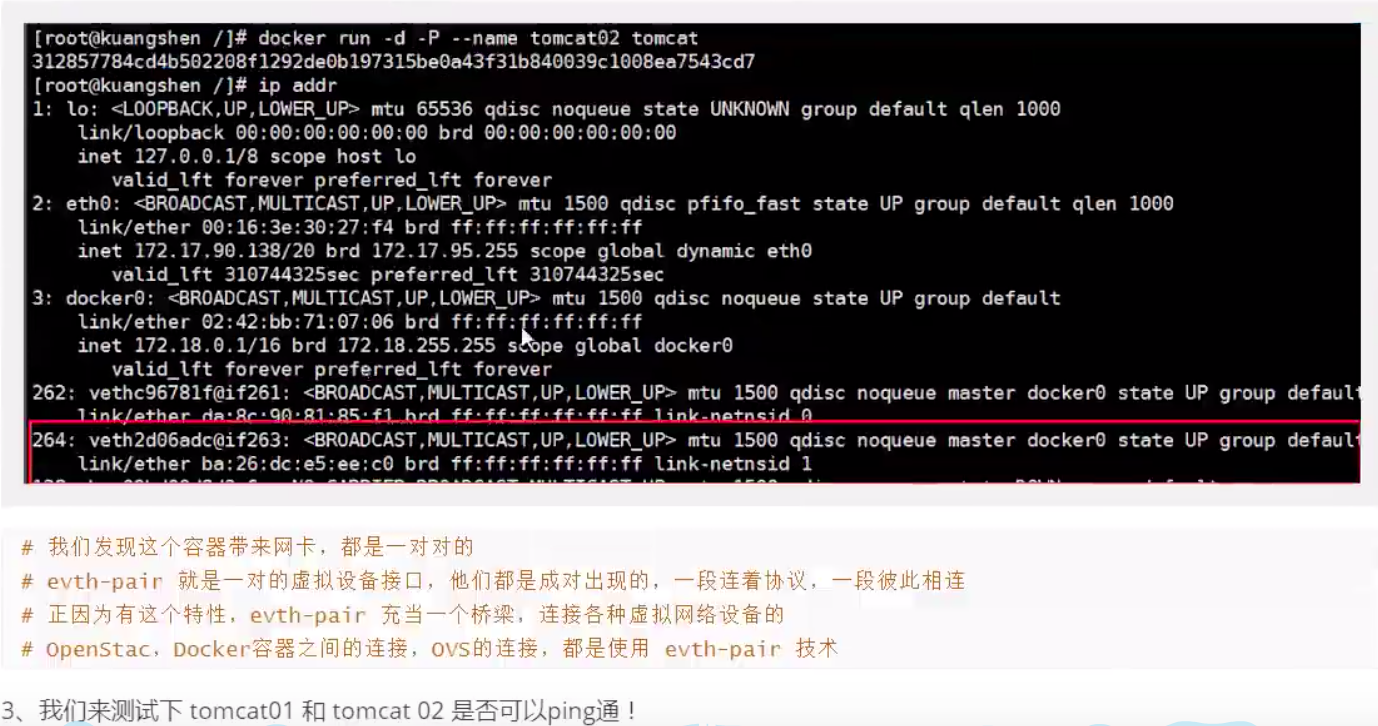 [root@kuangshen /]# docker run -d -P --name tomcat02 tomcat
312857784cd4b502208f1292de0b197315be0a43f31b840039c1008ea7543cd7
[root@kuangshen /]# ip addr
1: lo: <LOOPBACK,UP,LOWER_UP> mtu 65536 qdisc noqueue state UNKNOWN group default qlen 1000
link/loopback 00:00:00:00:00:00 brd 00:00:00:00:00:00
inet 127.0.0.1/8 scope host lo
valid_lft forever preferred_lft forever
2: eth0: <BROADCAST,MULTICAST,UP,LOWER_UP> mtu 1500 qdisc pfifo_fast state UP group default qlen 1000
link/ether 00:16:3e:30:27:f4 brd ff:ff:ff:ff:ff:ff
inet 172.17.90.138/20 brd 172.17.95.255 scope global dynamic eth0
valid_lft 310744325sec preferred_lft 310744325sec
3: docker0: <BROADCAST,MULTICAST,UP,LOWER_UP> mtu 1500 qdisc noqueue state UP group default
link/ether 02:42:bb:71:07:06 brd ff:ff:ff:ff:ff:ff
inet 172.18.0.1/16 brd 172.18.255.255 scope global docker0
valid_lft forever preferred_lft forever
262: vethc96781f@if261: <BROADCAST,MULTICAST,UP,LOWER_UP> mtu 1500 qdisc noqueue master docker0 state UP group default
link/ether da:8c:90:81:85:f1 brd ff:ff:ff:ff:ff:ff link-netnsid 0
264: veth2d06adc@if263: <BROADCAST,MULTICAST,UP,LOWER_UP> mtu 1500 qdisc noqueue master docker0 state UP group default
link/ether ba:26:dc:e5:ee:c0 brd ff:ff:ff:ff:ff:ff link-netnsid 1
# 我们发现这个容器带来网卡，都是一对对的
# evth-pair 就是一对的虚拟设备接口，他们都是成对出现的，一段连着协议，一段彼此相连
# 正因为有这个特性，evth-pair 充当一个桥梁，连接各种虚拟网络设备的
# OpenStac，Docker容器之间的连接，OVS的连接，都是使用 evth-pair 技术
3、我们来测试下 tomcat01 和 tomcat 02 是否可以ping通！